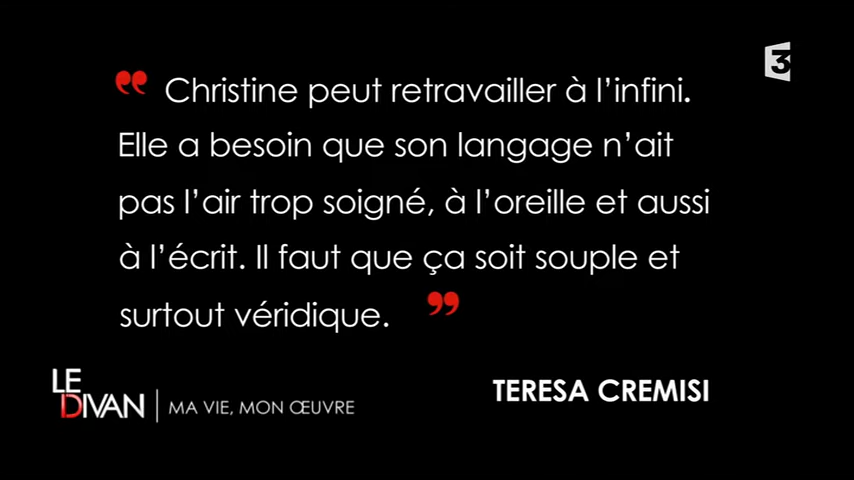 ❝ Christine peut retravailler à l’infini.
Elle a besoin que son langage n’ait
pas l’air trop soigné, à l’oreille et aussi
à l’écrit. Il faut que ça soit souple et
surtout véridique. ❞
3
LE
DIVAN | MA VIE, MON ŒUVRE
TERESA CREMISI